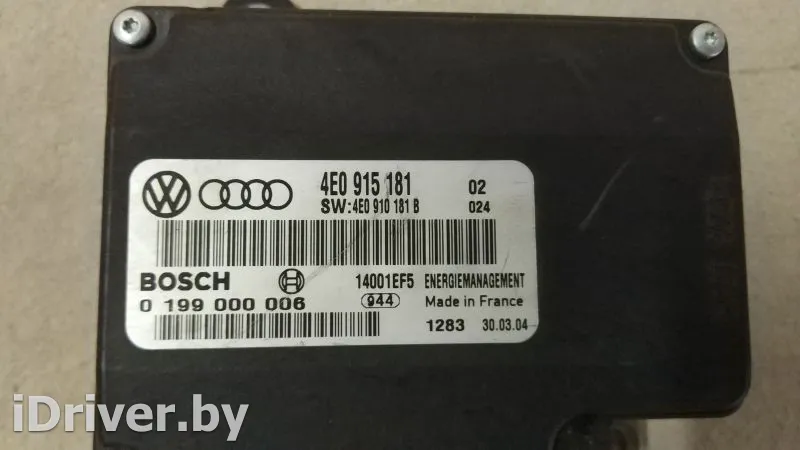 4E0 915 181 02
SW:4E0 910 181 B 024
BOSCH 14001EF5 ENERGIEMANAGEMENT
0 199 000 006 944 Made in France
1283 30.03.04
iDriver.by